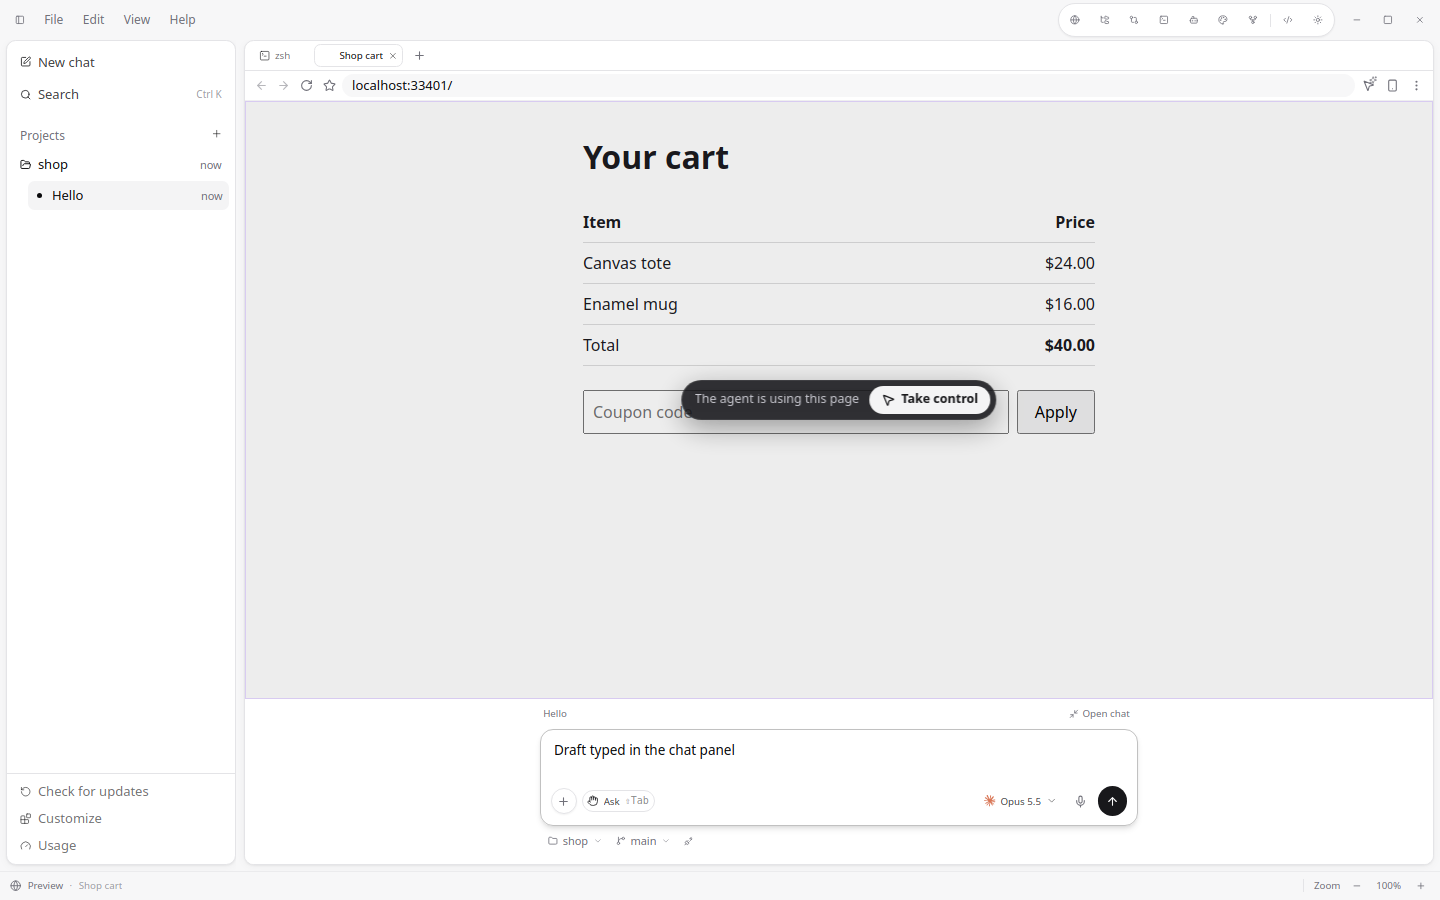 File Edit View Help
New chat
Search Ctrl K
Projects
shop now
Hello now
Check for updates
Customize
Usage
zsh Shop cart
localhost:33401/
Your cart
Item Price
Canvas tote $24.00
Enamel mug $16.00
Total $40.00
Coupon code Apply
The agent is using this page Take control
Hello Open chat
Draft typed in the chat panel
Ask ⇧Tab Opus 5.5
shop main
Preview · Shop cart Zoom 100%